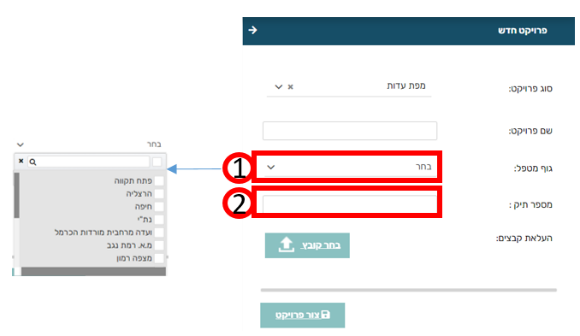 פרויקט חדש
סוג פרויקט:
מפת עדות
שם פרויקט:
גוף מטפל:
בחר
1
מספר תיק :
2
העלאת קבצים:
בחר קובץ
צור פרויקט
בחר
פתח תקווה
הרצליה
חיפה
נת"י
ועדה מרחבית מורדות הכרמל
מ.א. רמת נגב
מצפה רמון